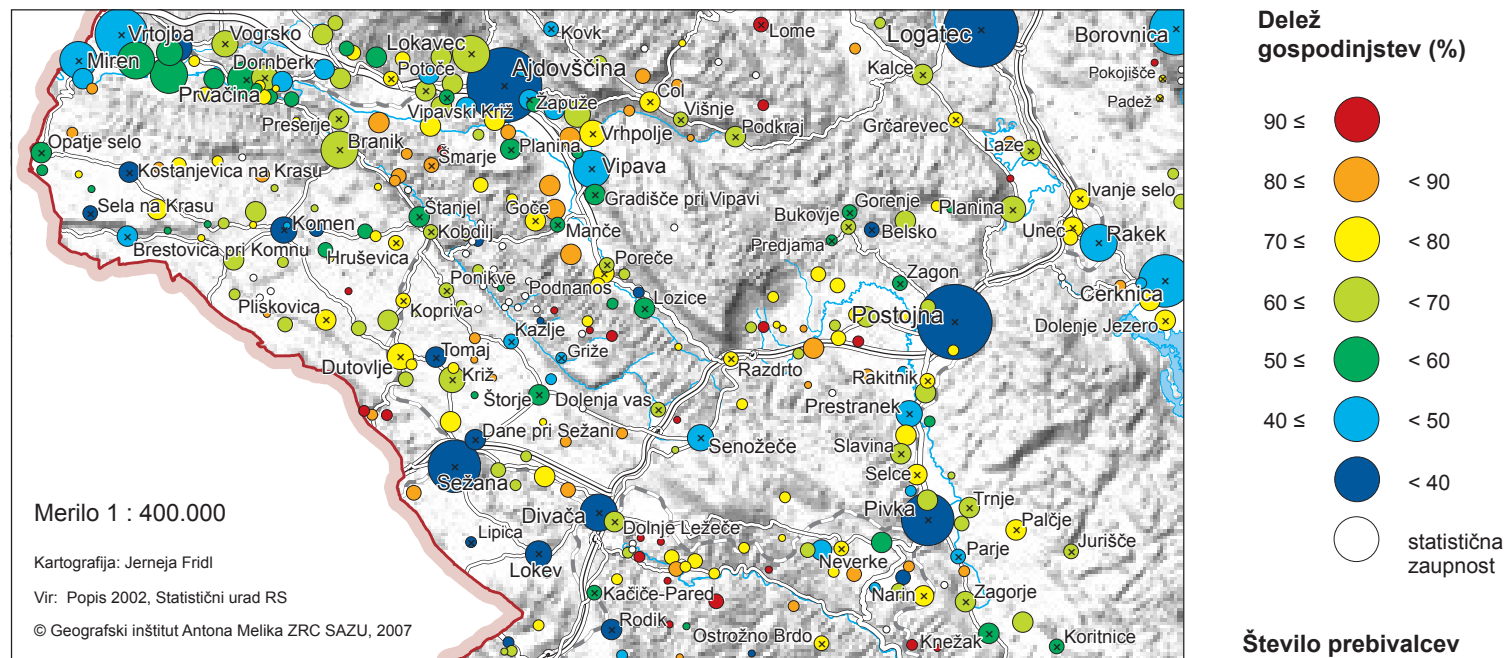 Vrtojba
Vogrsko
Kovk
Lome
Logatec
Borovnica
Miren
Lokavec
Ajdovščina
Kalce
Pokojišče
Dornberk
Potoče
Col
Padež
Prvačina
Vipavski Križ
Žapuže
Višnje
Grčarevec
Prešerje
Vrhpolje
Podkraj
Opatje selo
Branik
Planina
Laze
Šmarje
Vipava
Kostanjevica na Krasu
Gradišče pri Vipavi
Ivanje selo
Sela na Krasu
Štanjel
Goče
Bukovje
Gorenje
Planina
Komen
Kobdilj
Manče
Belsko
Unec
Rakek
Brestovica pri Komnu
Predjama
Hruševica
Poreče
Zagon
Ponikve
Podnanos
Cerknica
Pliskovica
Kopriva
Lozice
Postojna
Dolenje Jezero
Kazlje
Tomaj
Griže
Dutovlje
Razdrto
Križ
Rakitnik
Štorje
Dolenja vas
Prestranek
Dane pri Sežani
Senožeče
Slavina
Sežana
Selce
Divača
Pivka
Trnje
Dolnje Ležeče
Palčje
Lipica
Jurišče
Lokev
Neverke
Parje
Kačiče-Pared
Narin
Zagorje
Rodik
Ostrožno Brdo
Knežak
Koritnice
Merilo 1 : 400.000
Kartografija: Jerneja Fridl
Vir: Popis 2002, Statistični urad RS
© Geografski inštitut Antona Melika ZRC SAZU, 2007
Delež
gospodinjstev (%)
90 ≤
80 ≤ < 90
70 ≤ < 80
60 ≤ < 70
50 ≤ < 60
40 ≤ < 50
< 40
statistična
zaupnost
Število prebivalcev